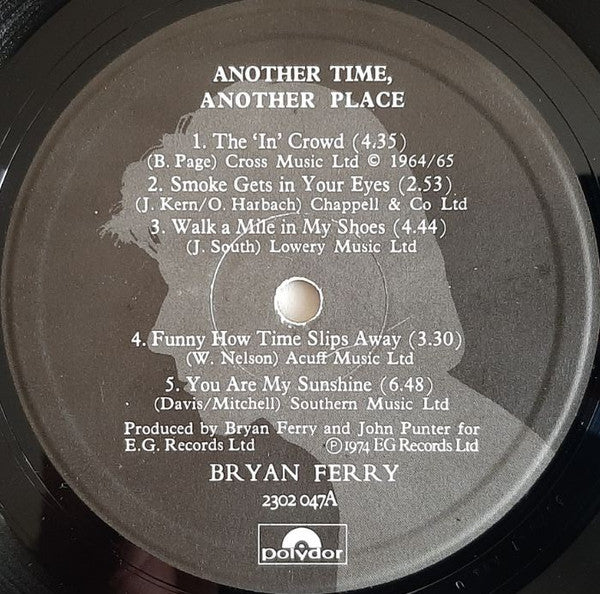 ANOTHER TIME,
ANOTHER PLACE
1. The 'In' Crowd (4.35)
(B. Page) Cross Music Ltd © 1964/65
2. Smoke Gets in Your Eyes (2.53)
(J. Kern/O. Harbach) Chappell & Co Ltd
3. Walk a Mile in My Shoes (4.44)
(J. South) Lowery Music Ltd
4. Funny How Time Slips Away (3.30)
(W. Nelson) Acuff Music Ltd
5. You Are My Sunshine (6.48)
(Davis/Mitchell) Southern Music Ltd
Produced by Bryan Ferry and John Punter for
E.G. Records Ltd ℗ 1974 EG Records Ltd
BRYAN FERRY
2302 047A
polydor